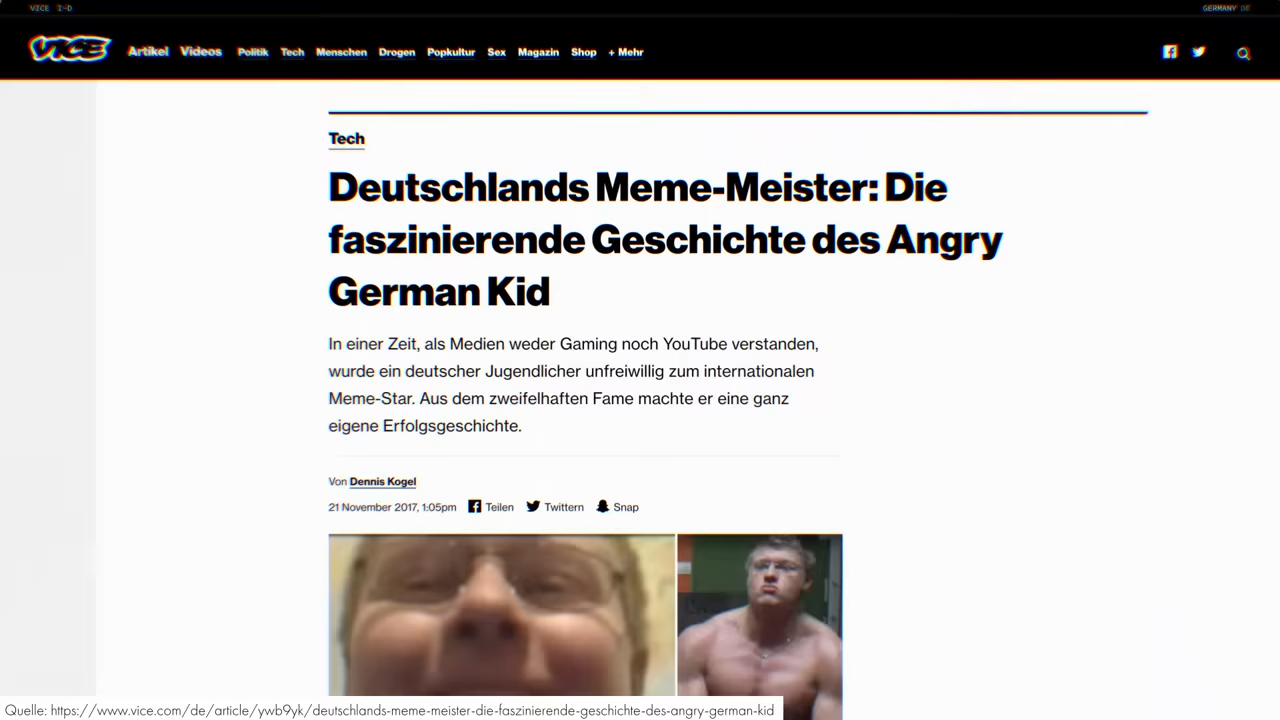 VICE I-D GERMANY DE
VICE Artikel Videos Politik Tech Menschen Drogen Popkultur Sex Magazin Shop + Mehr
Tech
Deutschlands Meme-Meister: Die
faszinierende Geschichte des Angry
German Kid
In einer Zeit, als Medien weder Gaming noch YouTube verstanden,
wurde ein deutscher Jugendlicher unfreiwillig zum internationalen
Meme-Star. Aus dem zweifelhaften Fame machte er eine ganz
eigene Erfolgsgeschichte.
Von Dennis Kogel
21 November 2017, 1:05pm Teilen Twittern Snap
Quelle: https://www.vice.com/de/article/ywb9yk/deutschlands-meme-meister-die-faszinierende-geschichte-des-angry-german-kid